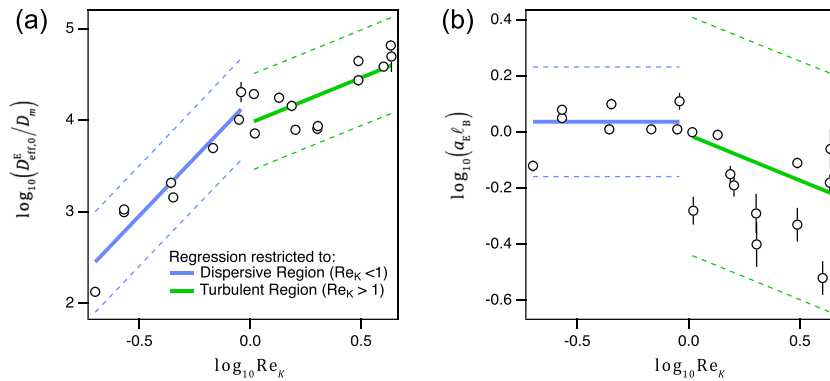 (a)
log₁₀(Dᴱeff,0/Dm)
5
4
3
2
Regression restricted to:
Dispersive Region (ReK <1)
Turbulent Region (ReK > 1)
-0.5
0.0
0.5
log₁₀ReK
(b)
log₁₀(aEℓB)
0.4
0.2
0.0
-0.2
-0.4
-0.6
-0.5
0.0
0.5
log₁₀ReK